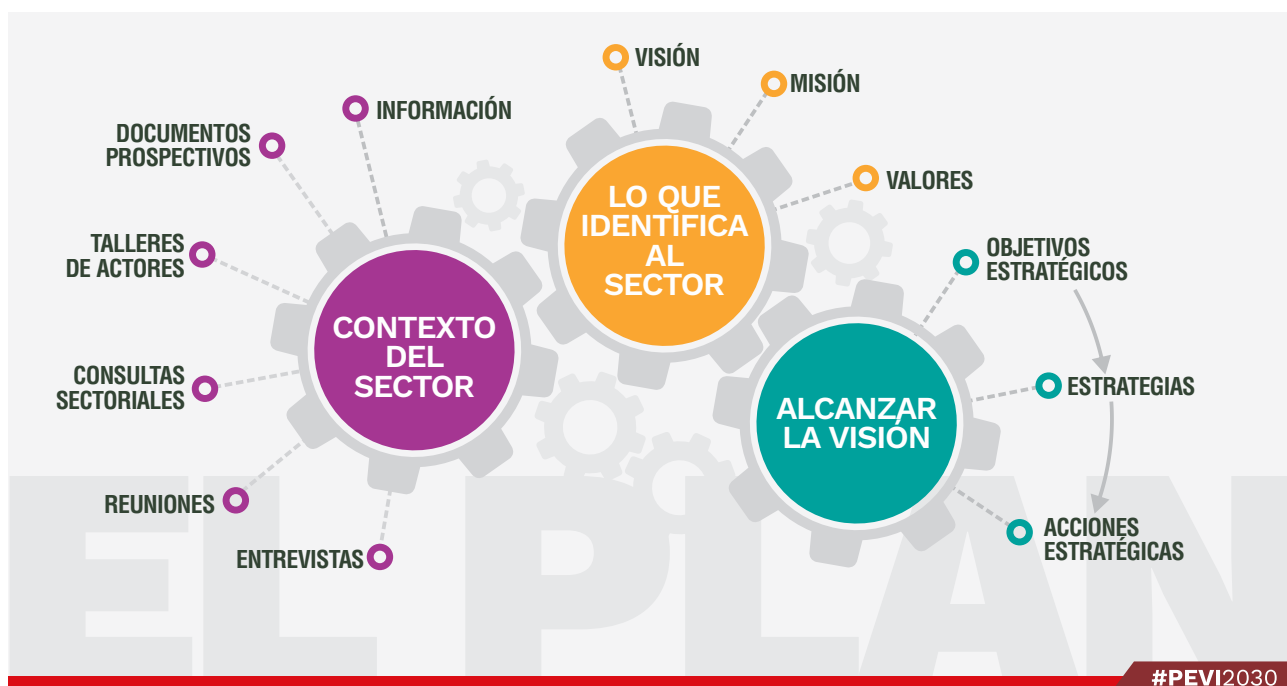 INFORMACIÓN
DOCUMENTOS
PROSPECTIVOS
TALLERES
DE ACTORES
CONSULTAS
SECTORIALES
REUNIONES
ENTREVISTAS
CONTEXTO
DEL
SECTOR
VISIÓN
MISIÓN
VALORES
LO QUE
IDENTIFICA
AL
SECTOR
OBJETIVOS
ESTRATÉGICOS
ESTRATEGIAS
ACCIONES
ESTRATÉGICAS
ALCANZAR
LA VISIÓN
EL PLAN
#PEVI2030